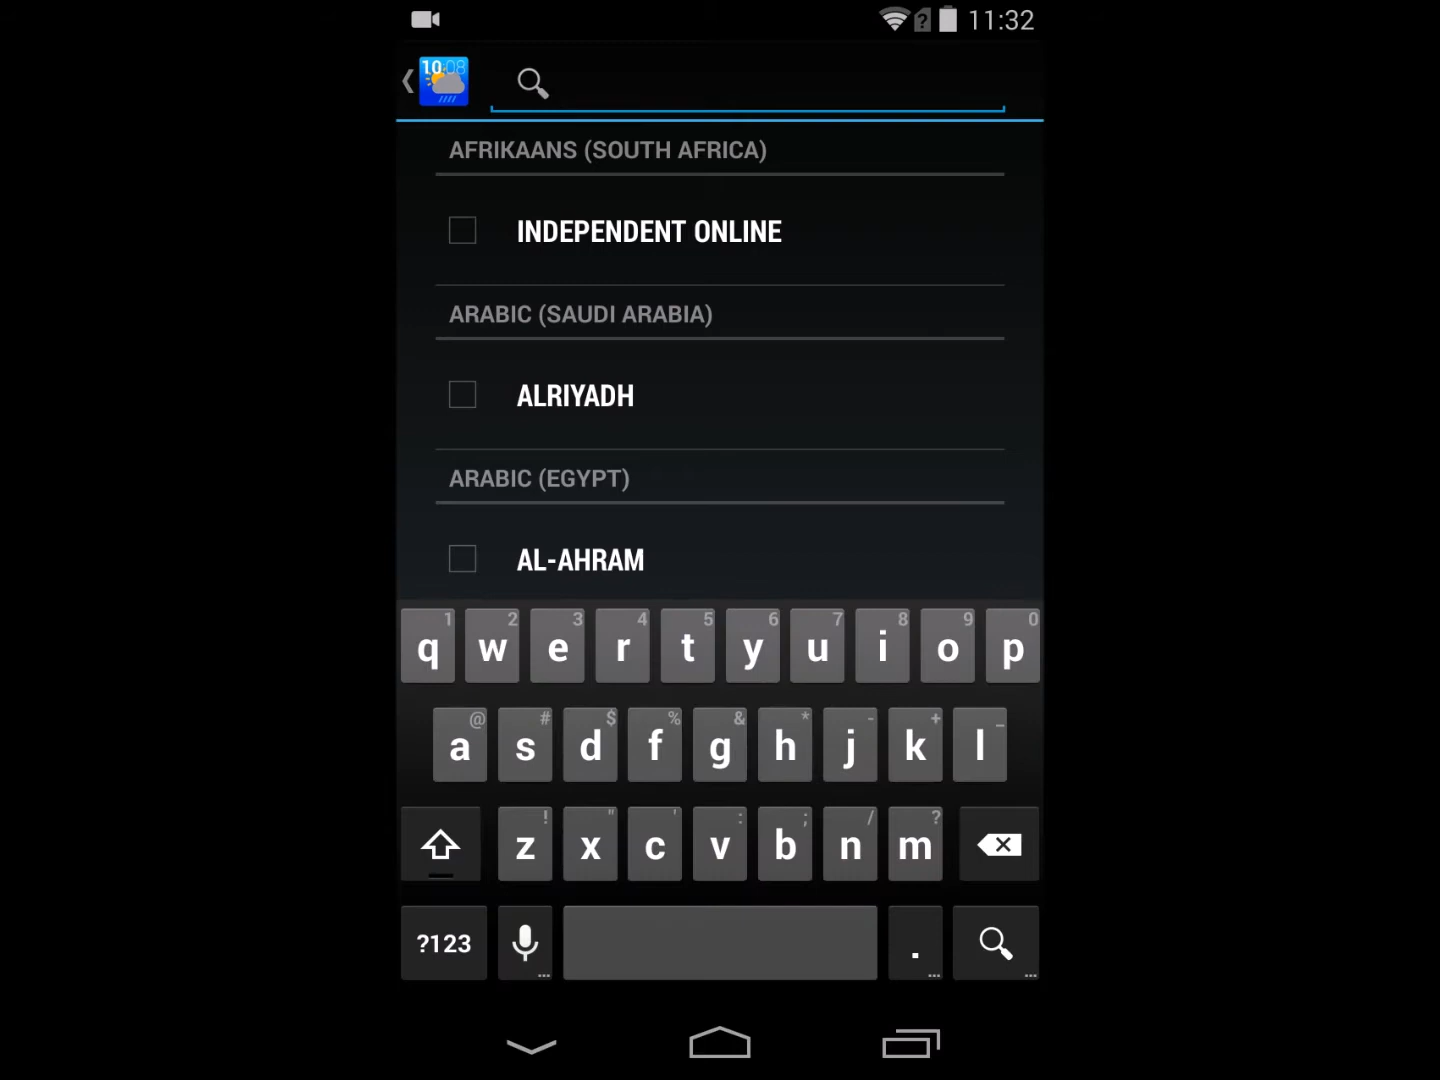 11:32
10:08
AFRIKAANS (SOUTH AFRICA)
INDEPENDENT ONLINE
ARABIC (SAUDI ARABIA)
ALRIYADH
ARABIC (EGYPT)
AL-AHRAM
1 2 3 4 5 6 7 8 9 0
q w e r t y u i o p
@ # $ % & * - + _
a s d f g h j k l
! " ' : ; / ?
z x c v b n m
?123 .